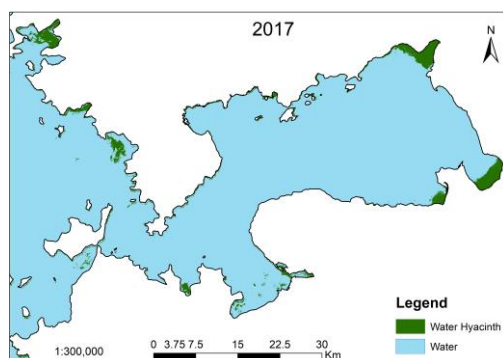 2017
N
Legend
Water Hyacinth
Water
1:300,000
0 3.75 7.5 15 22.5 30
Km